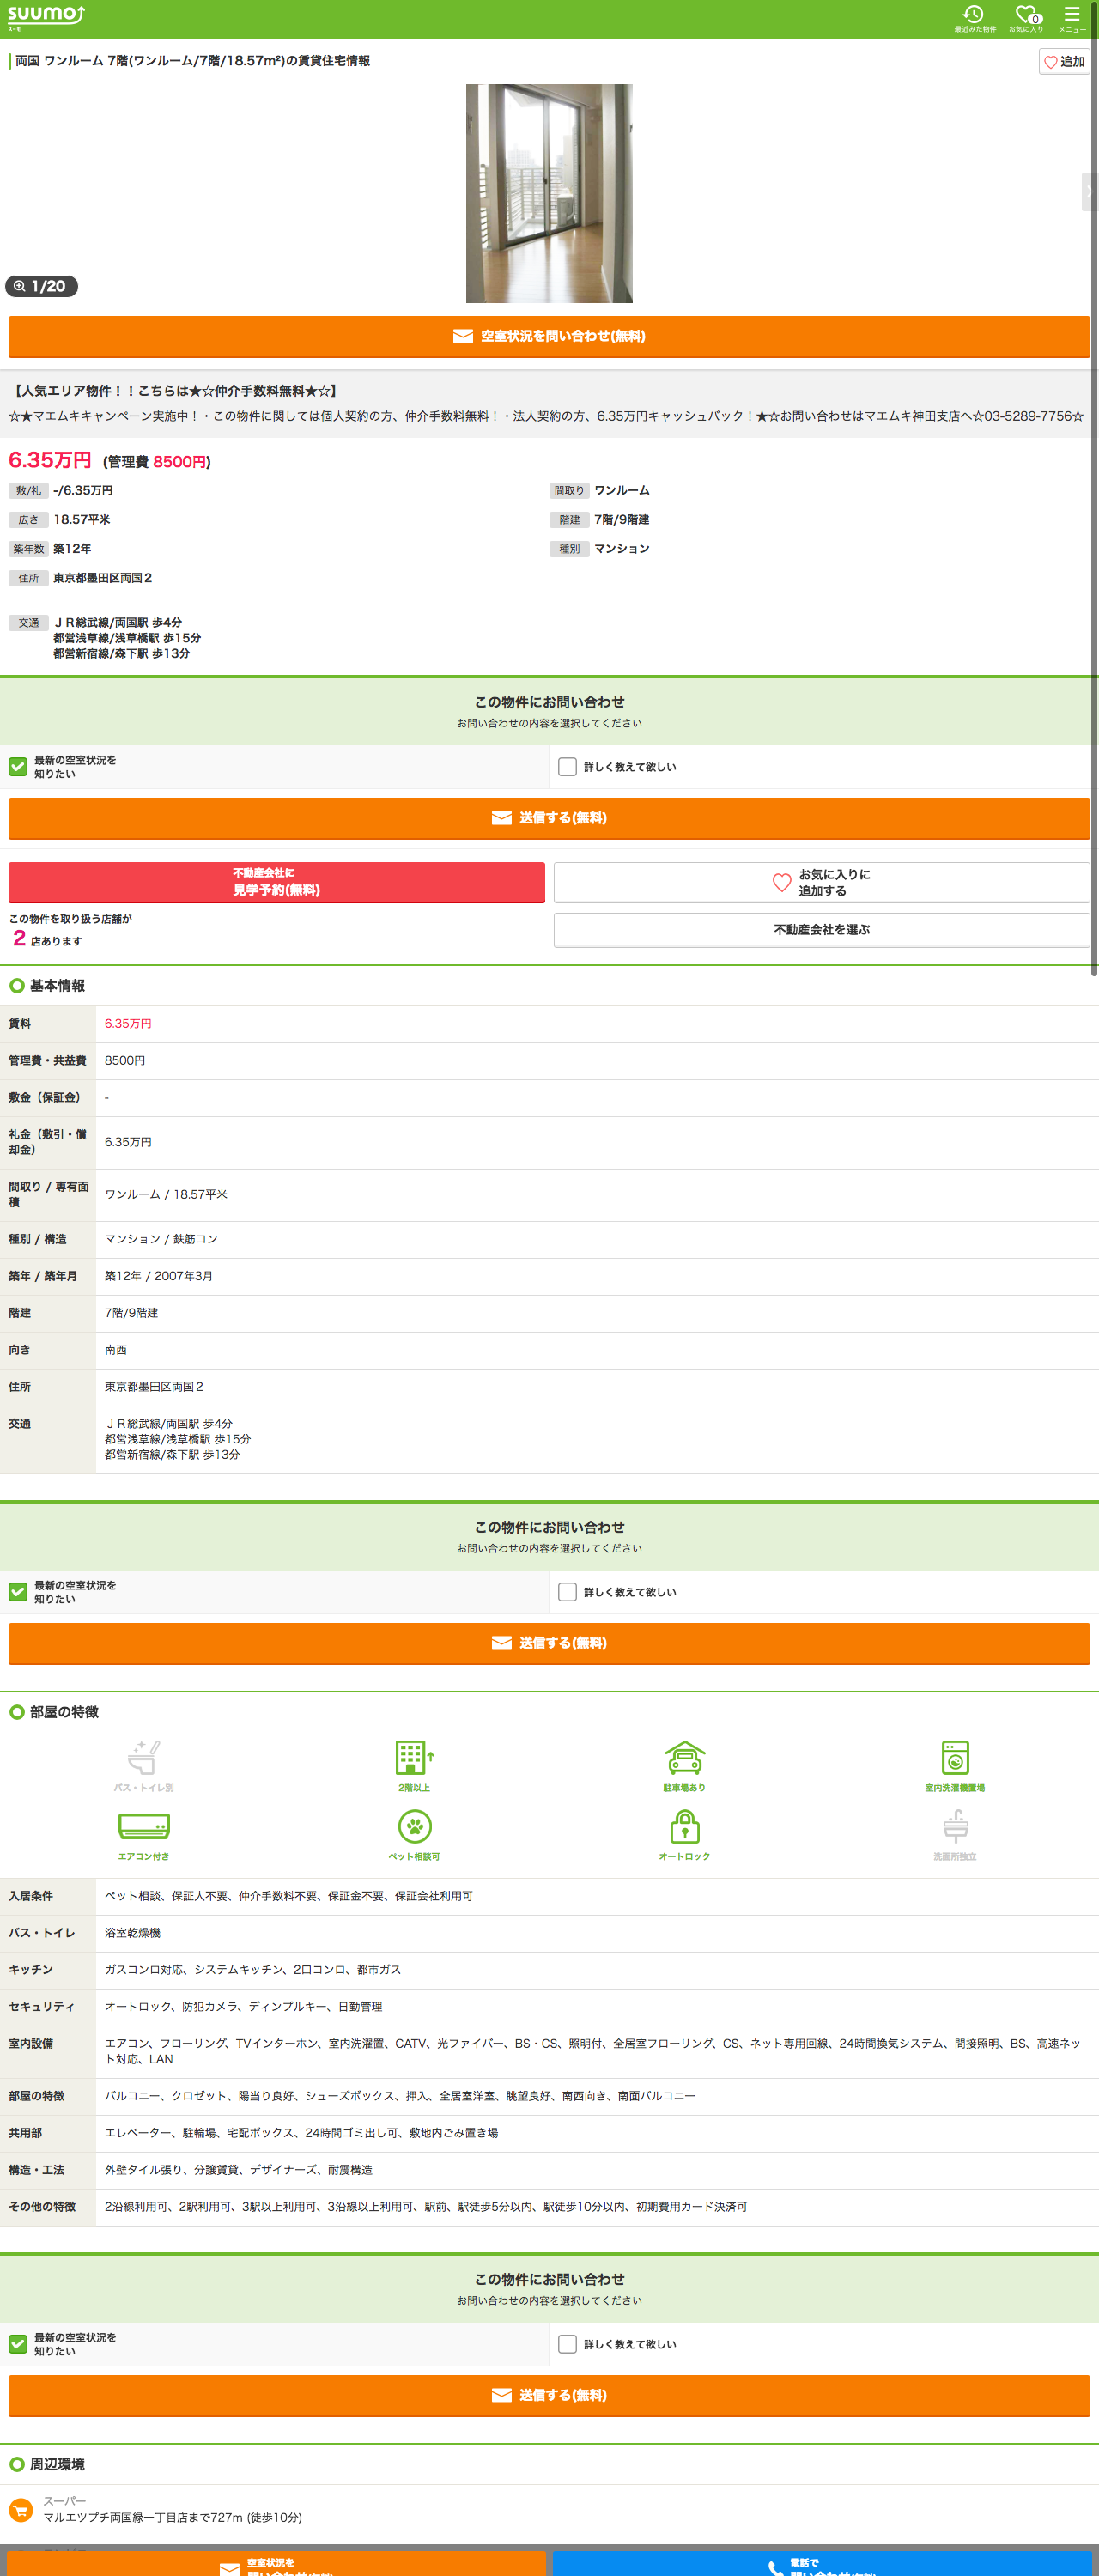 suumo
スーモ
最近みた物件
0
お気に入り
メニュー
両国 ワンルーム 7階(ワンルーム/7階/18.57m²)の賃貸住宅情報
追加
1/20
空室状況を問い合わせ(無料)
【人気エリア物件！！こちらは★☆仲介手数料無料★☆】
☆★マエムキキャンペーン実施中！・この物件に関しては個人契約の方、仲介手数料無料！・法人契約の方、6.35万円キャッシュバック！★☆お問い合わせはマエムキ神田支店へ☆03-5289-7756☆
6.35万円 (管理費 8500円)
敷/礼 -/6.35万円
間取り ワンルーム
広さ 18.57平米
階建 7階/9階建
築年数 築12年
種別 マンション
住所 東京都墨田区両国２
交通 ＪＲ総武線/両国駅 歩4分
都営浅草線/浅草橋駅 歩15分
都営新宿線/森下駅 歩13分
この物件にお問い合わせ
お問い合わせの内容を選択してください
最新の空室状況を
知りたい
詳しく教えて欲しい
送信する(無料)
不動産会社に
見学予約(無料)
お気に入りに
追加する
この物件を取り扱う店舗が
2 店あります
不動産会社を選ぶ
基本情報
賃料 6.35万円
管理費・共益費 8500円
敷金（保証金） -
礼金（敷引・償
却金）
6.35万円
間取り / 専有面
積
ワンルーム / 18.57平米
種別 / 構造 マンション / 鉄筋コン
築年 / 築年月 築12年 / 2007年3月
階建 7階/9階建
向き 南西
住所 東京都墨田区両国２
交通 ＪＲ総武線/両国駅 歩4分
都営浅草線/浅草橋駅 歩15分
都営新宿線/森下駅 歩13分
この物件にお問い合わせ
お問い合わせの内容を選択してください
最新の空室状況を
知りたい
詳しく教えて欲しい
送信する(無料)
部屋の特徴
バス・トイレ別
2階以上
駐車場あり
室内洗濯機置場
エアコン付き
ペット相談可
オートロック
洗面所独立
入居条件 ペット相談、保証人不要、仲介手数料不要、保証金不要、保証会社利用可
バス・トイレ 浴室乾燥機
キッチン ガスコンロ対応、システムキッチン、2口コンロ、都市ガス
セキュリティ オートロック、防犯カメラ、ディンプルキー、日勤管理
室内設備 エアコン、フローリング、TVインターホン、室内洗濯置、CATV、光ファイバー、BS・CS、照明付、全居室フローリング、CS、ネット専用回線、24時間換気システム、間接照明、BS、高速ネッ
ト対応、LAN
部屋の特徴 バルコニー、クロゼット、陽当り良好、シューズボックス、押入、全居室洋室、眺望良好、南西向き、南面バルコニー
共用部 エレベーター、駐輪場、宅配ボックス、24時間ゴミ出し可、敷地内ごみ置き場
構造・工法 外壁タイル張り、分譲賃貸、デザイナーズ、耐震構造
その他の特徴 2沿線利用可、2駅利用可、3駅以上利用可、3沿線以上利用可、駅前、駅徒歩5分以内、駅徒歩10分以内、初期費用カード決済可
この物件にお問い合わせ
お問い合わせの内容を選択してください
最新の空室状況を
知りたい
詳しく教えて欲しい
送信する(無料)
周辺環境
スーパー
マルエツプチ両国緑一丁目店まで727m (徒歩10分)
空室状況を
電話で